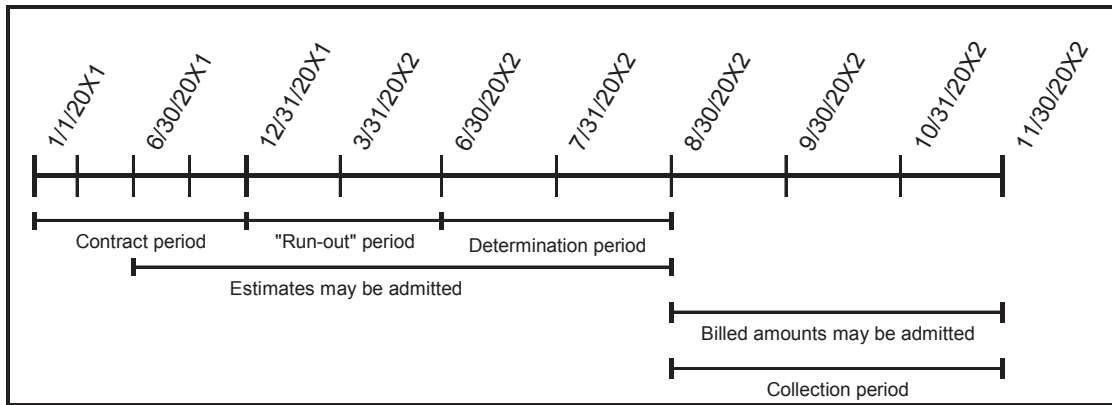 1/1/20X1
6/30/20X1
12/31/20X1
3/31/20X2
6/30/20X2
7/31/20X2
8/30/20X2
9/30/20X2
10/31/20X2
11/30/20X2
Contract period
"Run-out" period
Determination period
Estimates may be admitted
Billed amounts may be admitted
Collection period